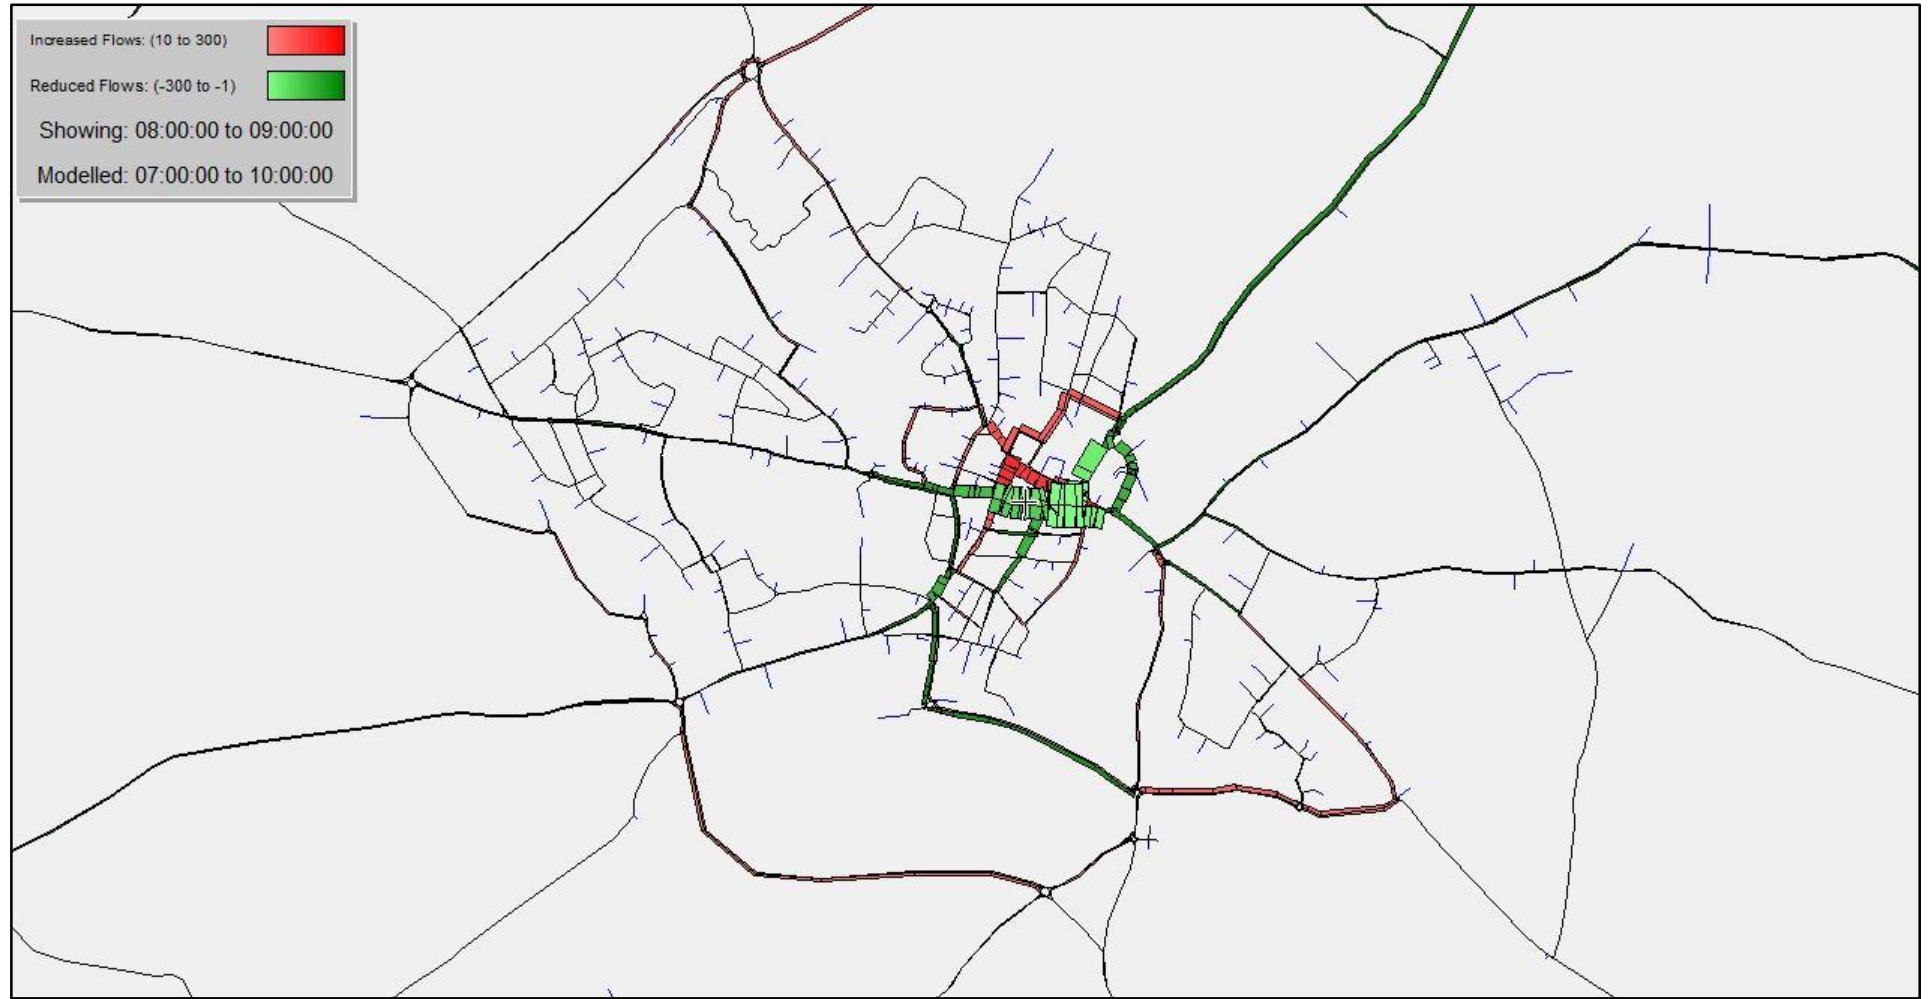 Increased Flows: (10 to 300)
Reduced Flows: (-300 to -1)
Showing: 08:00:00 to 09:00:00
Modelled: 07:00:00 to 10:00:00